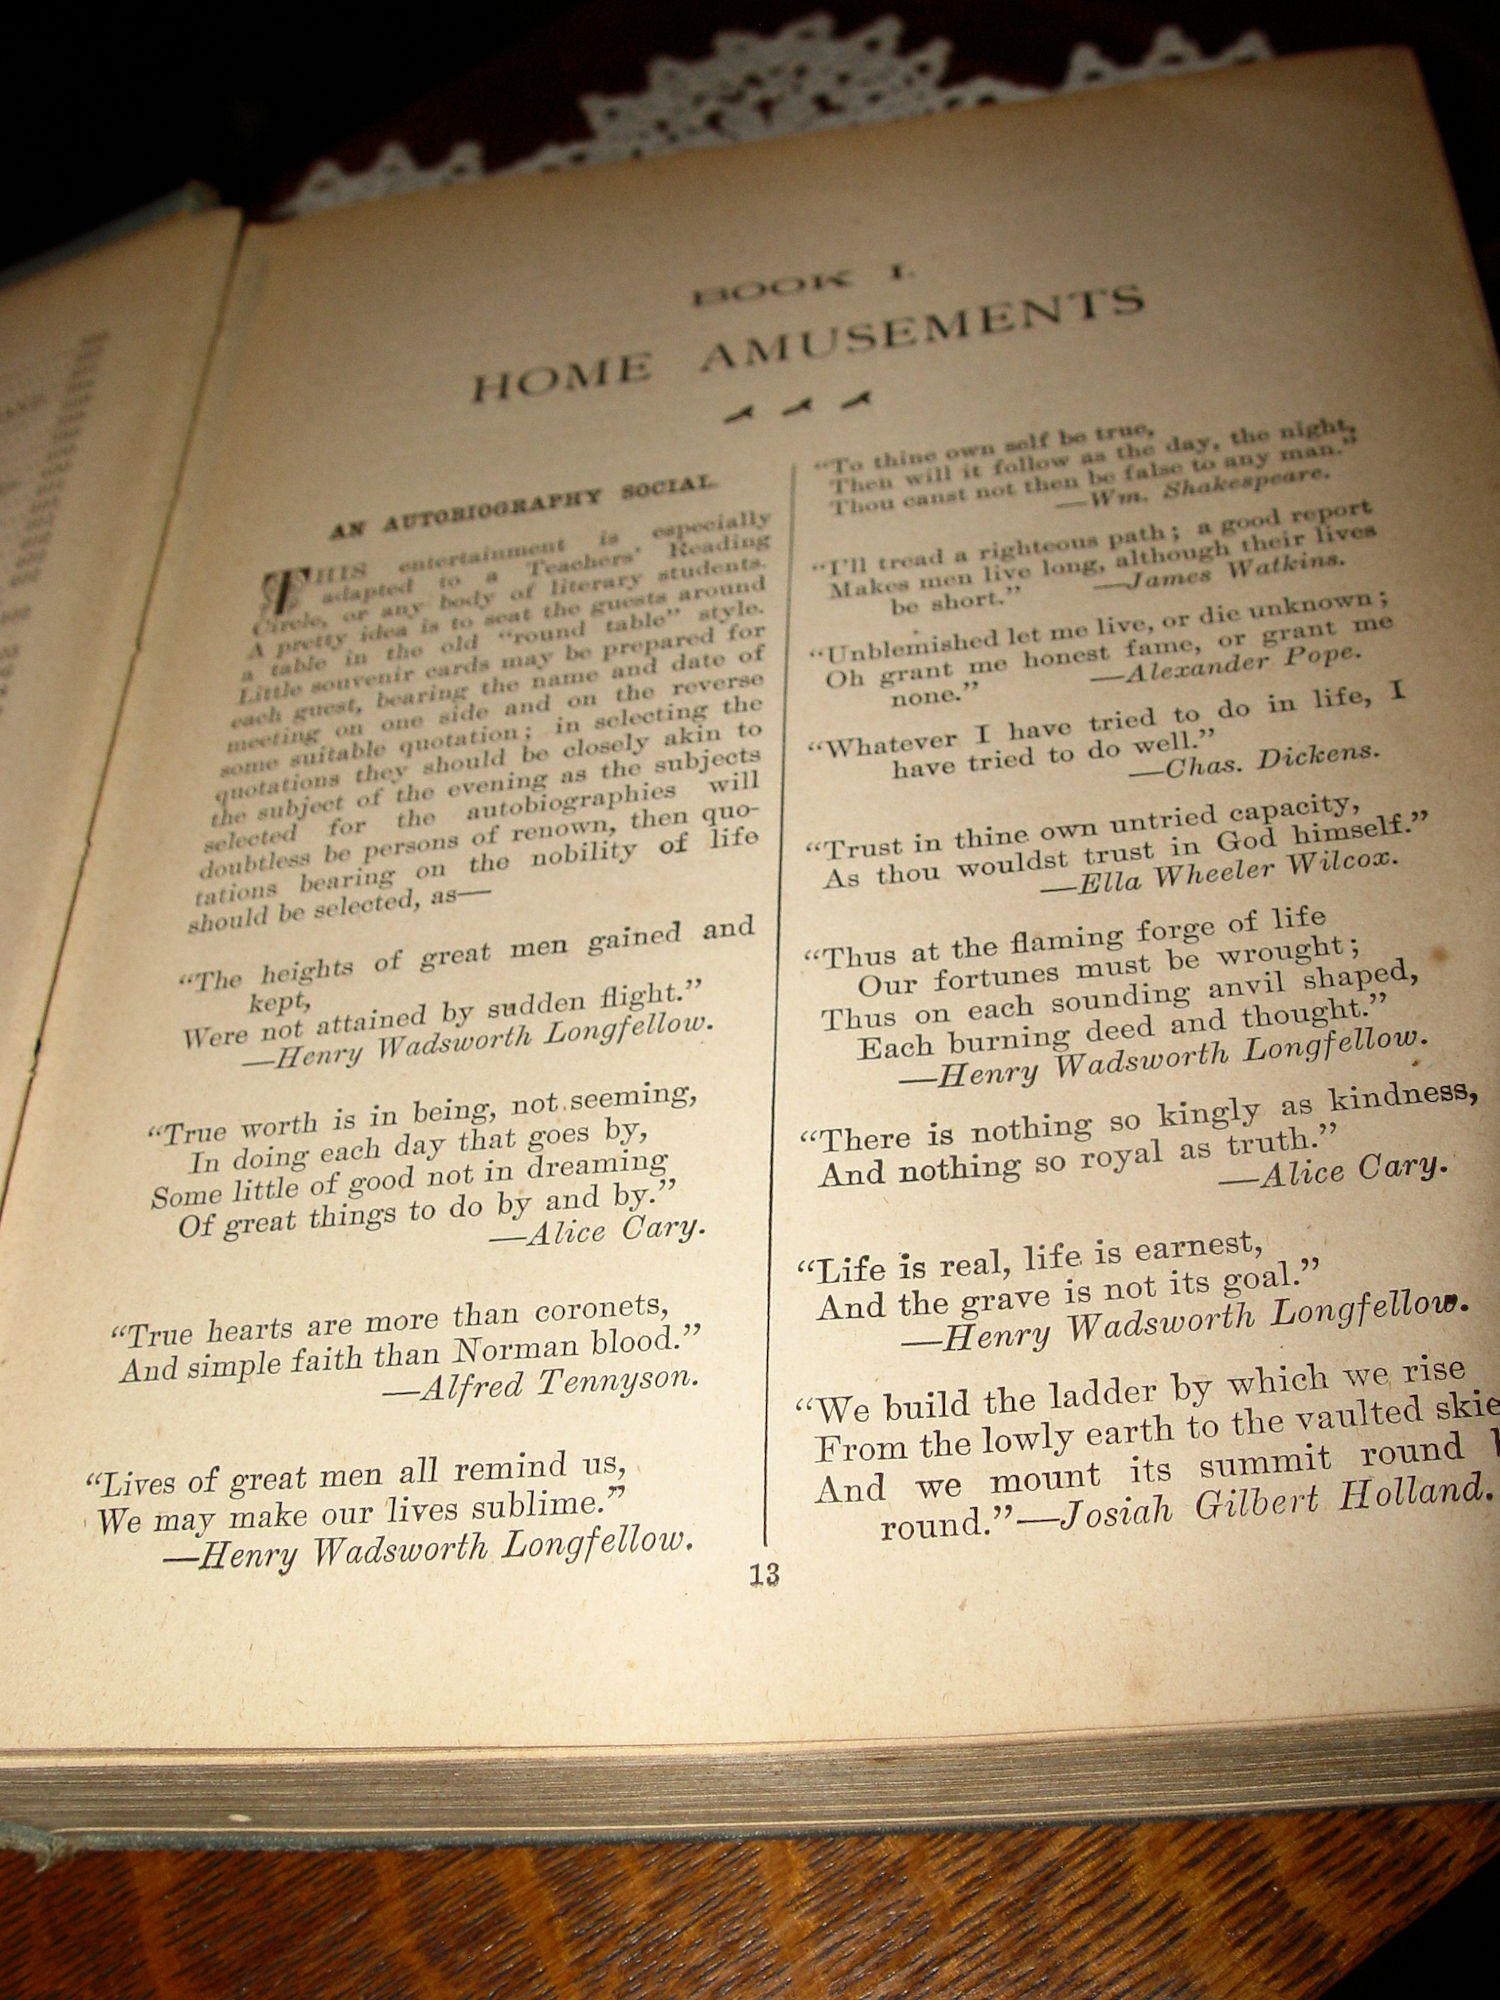 BOOK I.
HOME AMUSEMENTS
AN AUTOBIOGRAPHY SOCIAL
THIS entertainment is especially
adapted to a Teachers' Reading
Circle, or any body of literary students.
A pretty idea is to seat the guests around
a table in the old "round table" style.
Little souvenir cards may be prepared for
each guest, bearing the name and date of
meeting on one side and on the reverse
some suitable quotation; in selecting the
quotations they should be closely akin to
the subject of the evening as the subjects
selected for the autobiographies will
doubtless be persons of renown, then quo-
tations bearing on the nobility of life
should be selected, as—
“The heights of great men gained and
kept,
Were not attained by sudden flight.”
—Henry Wadsworth Longfellow.
“True worth is in being, not seeming,
In doing each day that goes by,
Some little of good not in dreaming
Of great things to do by and by.”
—Alice Cary.
“True hearts are more than coronets,
And simple faith than Norman blood.”
—Alfred Tennyson.
“Lives of great men all remind us,
We may make our lives sublime.”
—Henry Wadsworth Longfellow.
“To thine own self be true,
Then will it follow as the day, the night,
Thou canst not then be false to any man.”
—Wm. Shakespeare.
“I'll tread a righteous path; a good report
Makes men live long, although their lives
be short.” —James Watkins.
“Unblemished let me live, or die unknown;
Oh grant me honest fame, or grant me
none.” —Alexander Pope.
“Whatever I have tried to do in life, I
have tried to do well.”
—Chas. Dickens.
“Trust in thine own untried capacity,
As thou wouldst trust in God himself.”
—Ella Wheeler Wilcox.
“Thus at the flaming forge of life
Our fortunes must be wrought;
Thus on each sounding anvil shaped,
Each burning deed and thought.”
—Henry Wadsworth Longfellow.
“There is nothing so kingly as kindness,
And nothing so royal as truth.”
—Alice Cary.
“Life is real, life is earnest,
And the grave is not its goal.”
—Henry Wadsworth Longfellow.
“We build the ladder by which we rise
From the lowly earth to the vaulted skie
And we mount its summit round
round.”—Josiah Gilbert Holland.
13